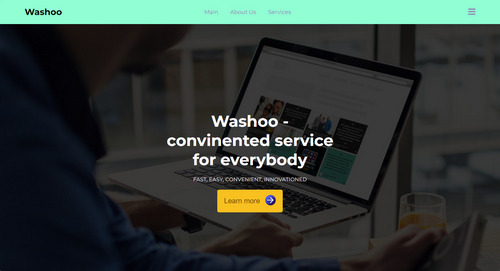 Washoo
Main About Us Services
Washoo -
convinented service
for everybody
FAST, EASY, CONVENIENT, INNOVATIONED
Learn more